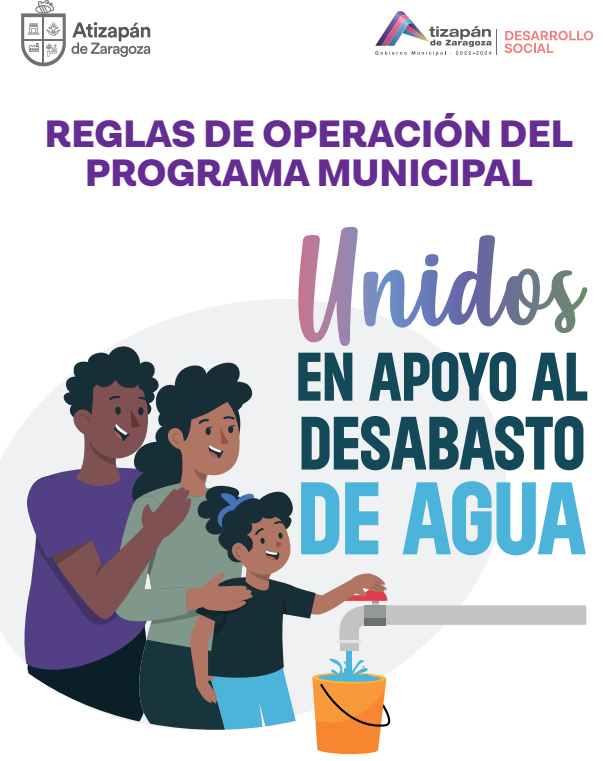 Atizapán
de Zaragoza
Atizapán
de Zaragoza
Gobierno Municipal · 2022-2024
DESARROLLO
SOCIAL
REGLAS DE OPERACIÓN DEL
PROGRAMA MUNICIPAL
Unidos
EN APOYO AL
DESABASTO
DE AGUA